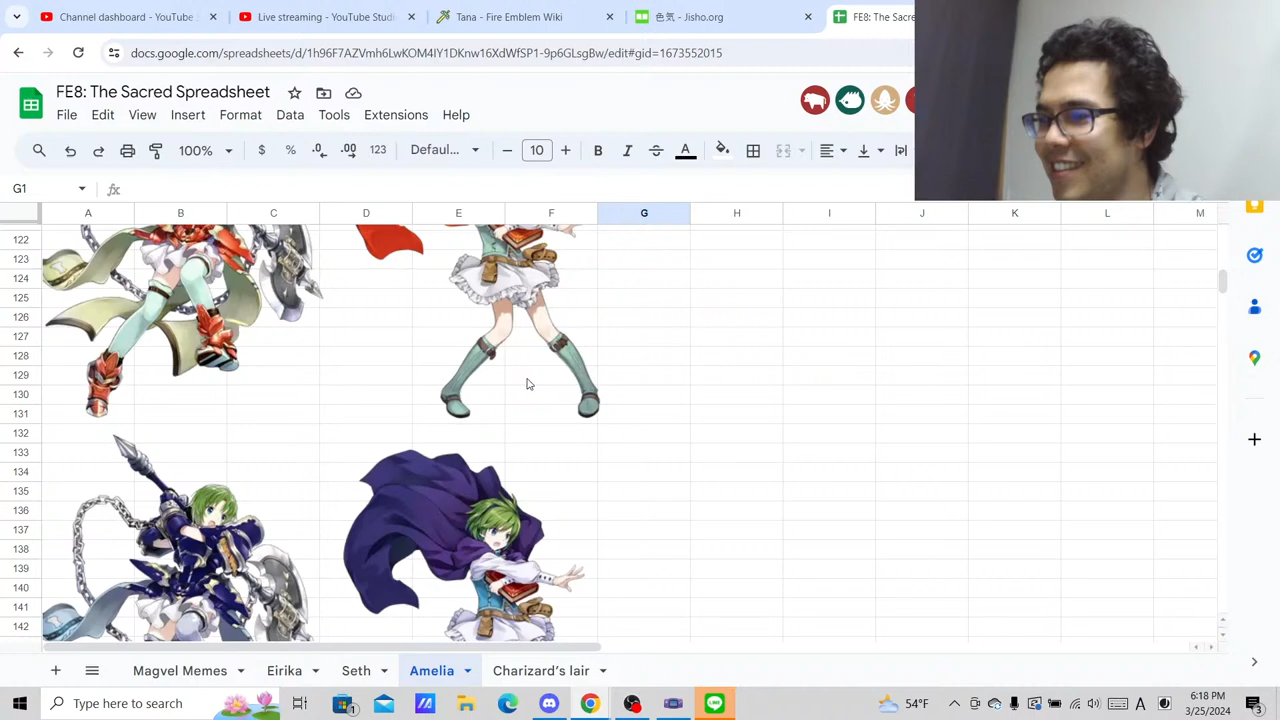 Channel dashboard - YouTube St
Live streaming - YouTube Studi
Tana - Fire Emblem Wiki
色気 - Jisho.org
FE8: The Sacre
docs.google.com/spreadsheets/d/1h96F7AZVmh6LwKOM4IY1DKnw16XdWfSP1-9p6GLsgBw/edit#gid=1673552015
FE8: The Sacred Spreadsheet
File Edit View Insert Format Data Tools Extensions Help
100% $ % .0 .00 123 Defaul... 10 B I A
G1 fx
A B C D E F G H I J K L M
122
123
124
125
126
127
128
129
130
131
132
133
134
135
136
137
138
139
140
141
142
Magvel Memes Eirika Seth Amelia Charizard's lair
Type here to search
54°F A 6:18 PM
3/25/2024 3